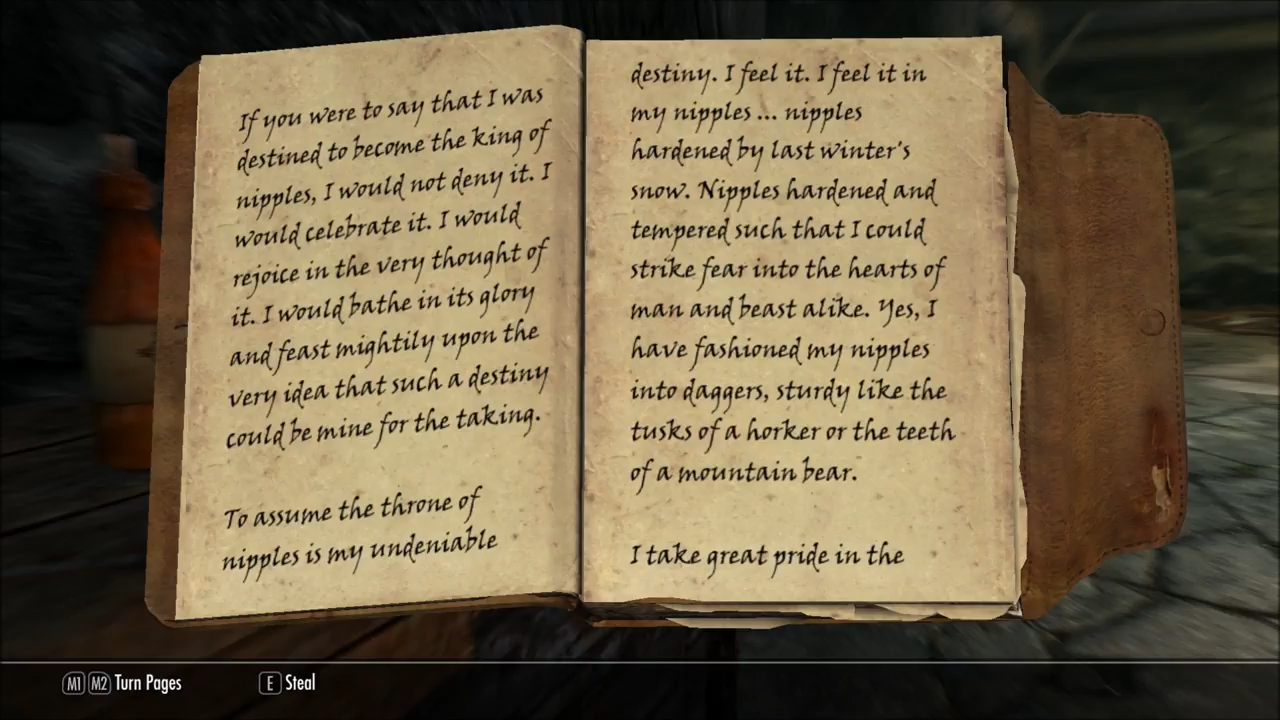 If you were to say that I was
destined to become the king of
nipples, I would not deny it. I
would celebrate it. I would
rejoice in the very thought of
it. I would bathe in its glory
and feast mightily upon the
very idea that such a destiny
could be mine for the taking.
To assume the throne of
nipples is my undeniable
destiny. I feel it. I feel it in
my nipples ... nipples
hardened by last winter's
snow. Nipples hardened and
tempered such that I could
strike fear into the hearts of
man and beast alike. Yes, I
have fashioned my nipples
into daggers, sturdy like the
tusks of a horker or the teeth
of a mountain bear.
I take great pride in the
M1 M2 Turn Pages
E Steal